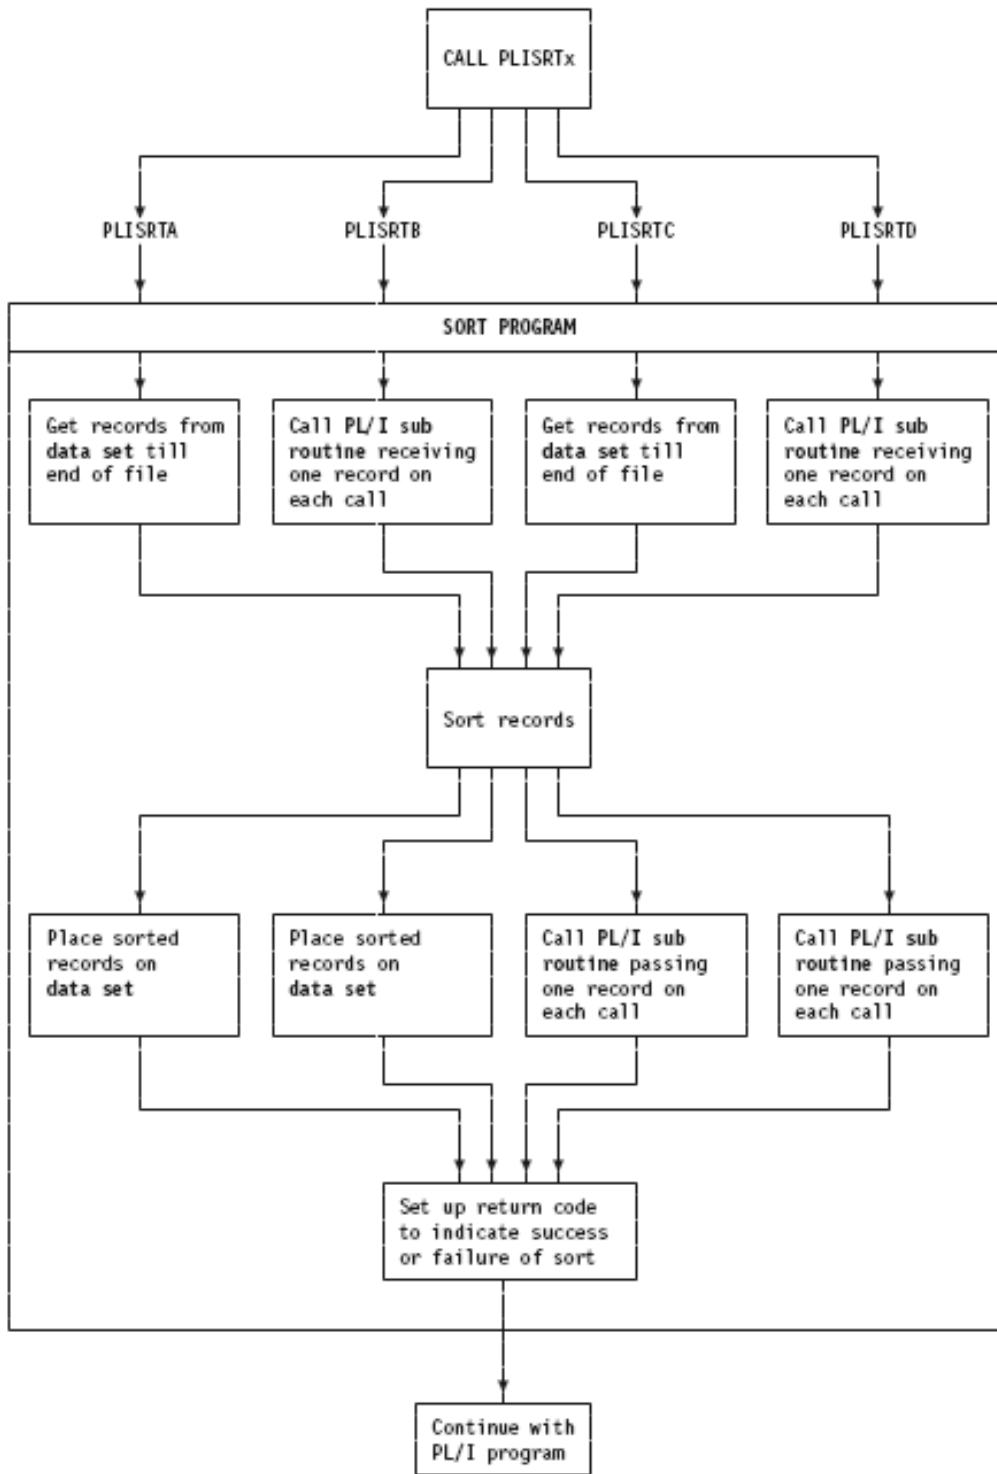 CALL PLISRTx
PLISRTA
PLISRTB
PLISRTC
PLISRTD
SORT PROGRAM
Get records from
data set till
end of file
Call PL/I sub
routine receiving
one record on
each call
Get records from
data set till
end of file
Call PL/I sub
routine receiving
one record on
each call
Sort records
Place sorted
records on
data set
Place sorted
records on
data set
Call PL/I sub
routine passing
one record on
each call
Call PL/I sub
routine passing
one record on
each call
Set up return code
to indicate success
or failure of sort
Continue with
PL/I program